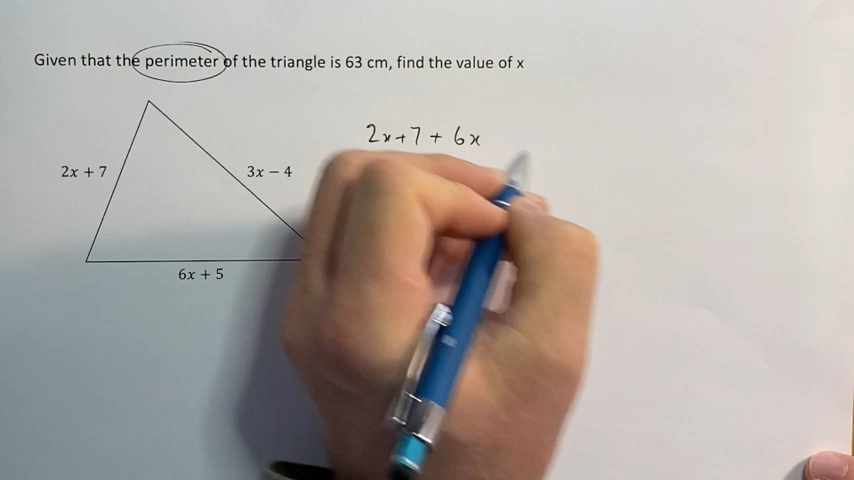 Given that the perimeter of the triangle is 63 cm, find the value of x
2x+7 + 6x
2x + 7
3x − 4
6x + 5